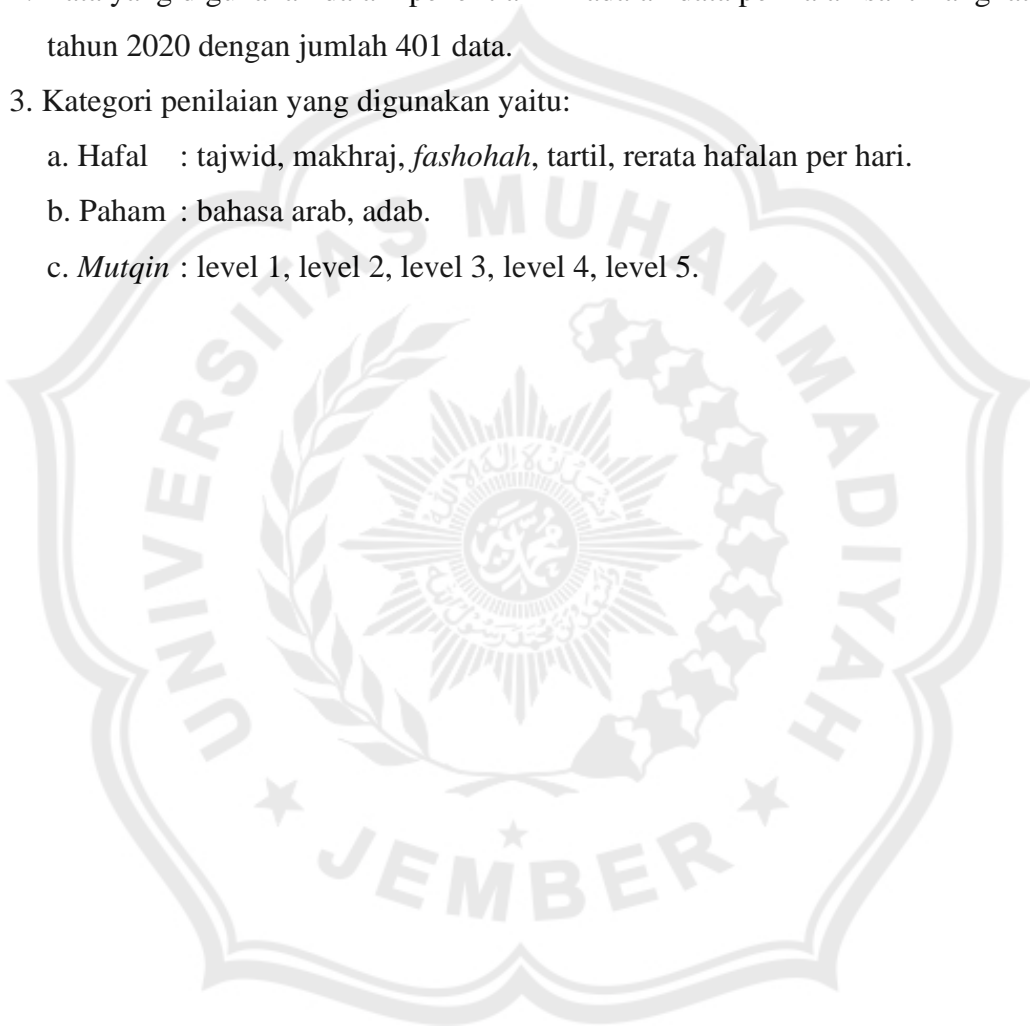 tahun 2020 dengan jumlah 401 data.
3. Kategori penilaian yang digunakan yaitu:
a. Hafal : tajwid, makhraj, fashohah, tartil, rerata hafalan per hari.
b. Paham : bahasa arab, adab.
c. Mutqin : level 1, level 2, level 3, level 4, level 5.
UNIVERSITAS MUHAMMADIYAH
JEMBER